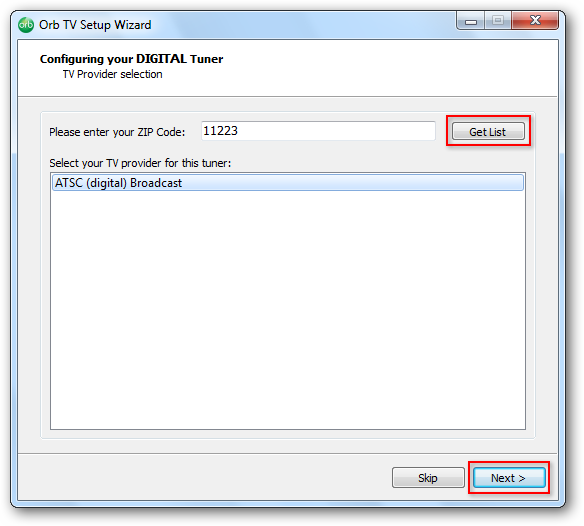 orb Orb TV Setup Wizard
Configuring your DIGITAL Tuner
TV Provider selection
Please enter your ZIP Code: 11223 Get List
Select your TV provider for this tuner:
ATSC (digital) Broadcast
Skip Next >